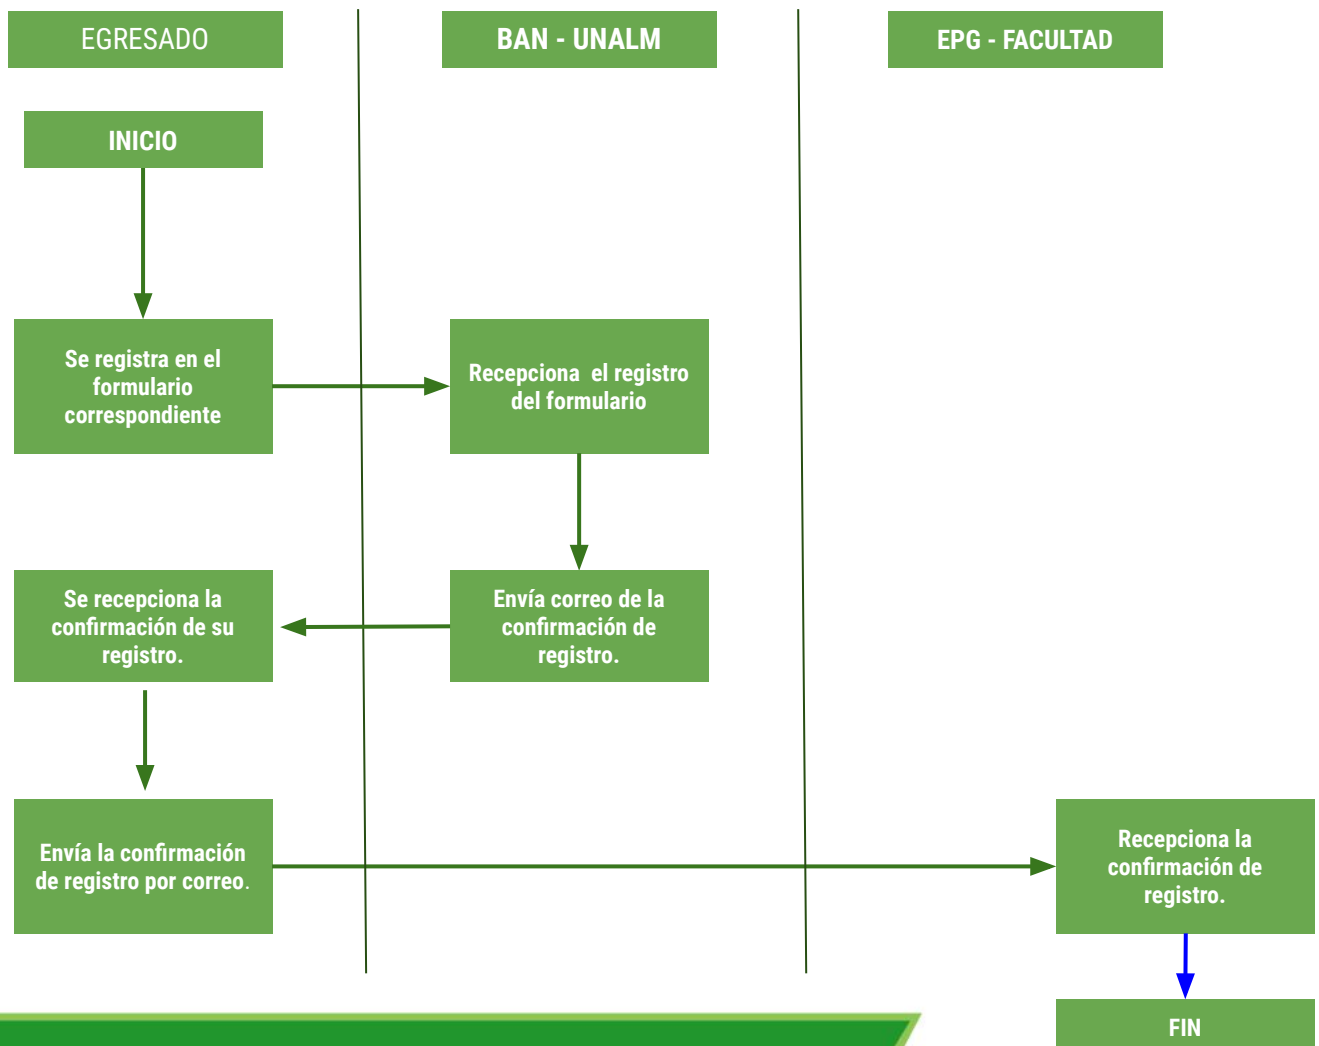 EGRESADO
BAN - UNALM
EPG - FACULTAD
INICIO
Se registra en el
formulario
correspondiente
Recepciona el registro
del formulario
Se recepciona la
confirmación de su
registro.
Envía correo de la
confirmación de
registro.
Envía la confirmación
de registro por correo.
Recepciona la
confirmación de
registro.
FIN